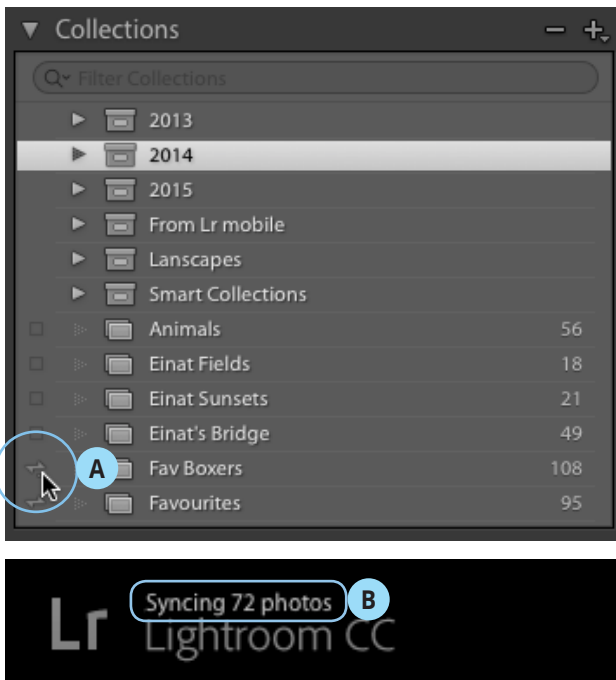 Collections
Filter Collections
2013
2014
2015
From Lr mobile
Lanscapes
Smart Collections
Animals 56
Einat Fields 18
Einat Sunsets 21
Einat's Bridge 49
A Fav Boxers 108
Favourites 95
Syncing 72 photos B
Lr Lightroom CC